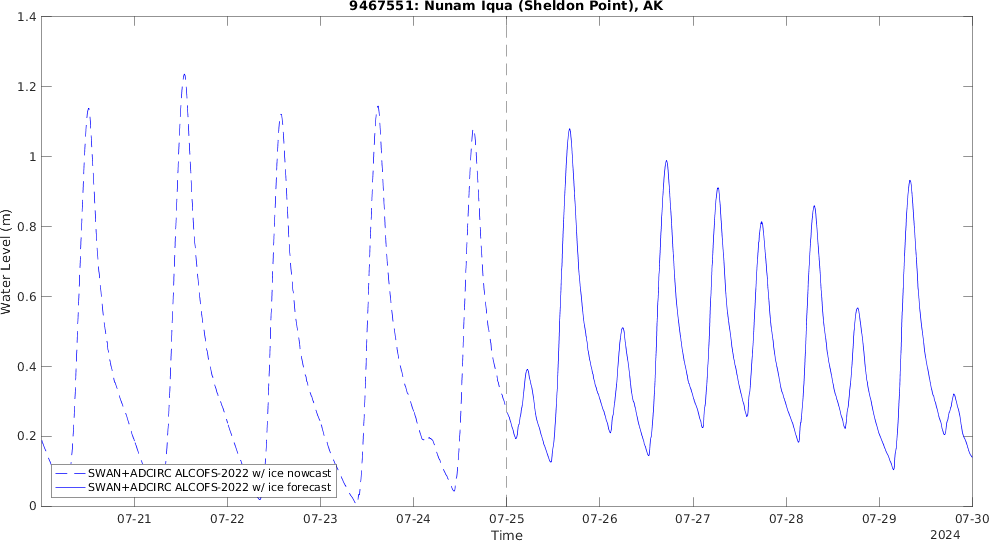 9467551: Nunam Iqua (Sheldon Point), AK
1.4
1.2
1
0.8
0.6
0.4
0.2
0
Water Level (m)
SWAN+ADCIRC ALCOFS-2022 w/ ice nowcast
SWAN+ADCIRC ALCOFS-2022 w/ ice forecast
07-21 07-22 07-23 07-24 07-25 07-26 07-27 07-28 07-29 07-30
Time
2024